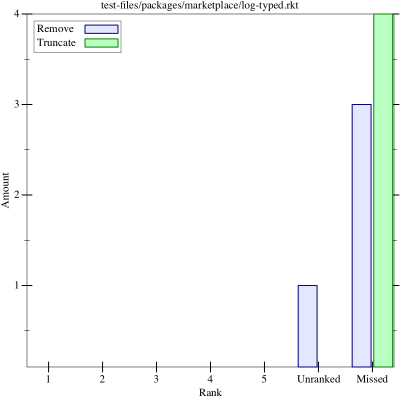 test-files/packages/marketplace/log-typed.rkt
Remove
Truncate
4
3
2
1
Amount
1 2 3 4 5 Unranked Missed
Rank